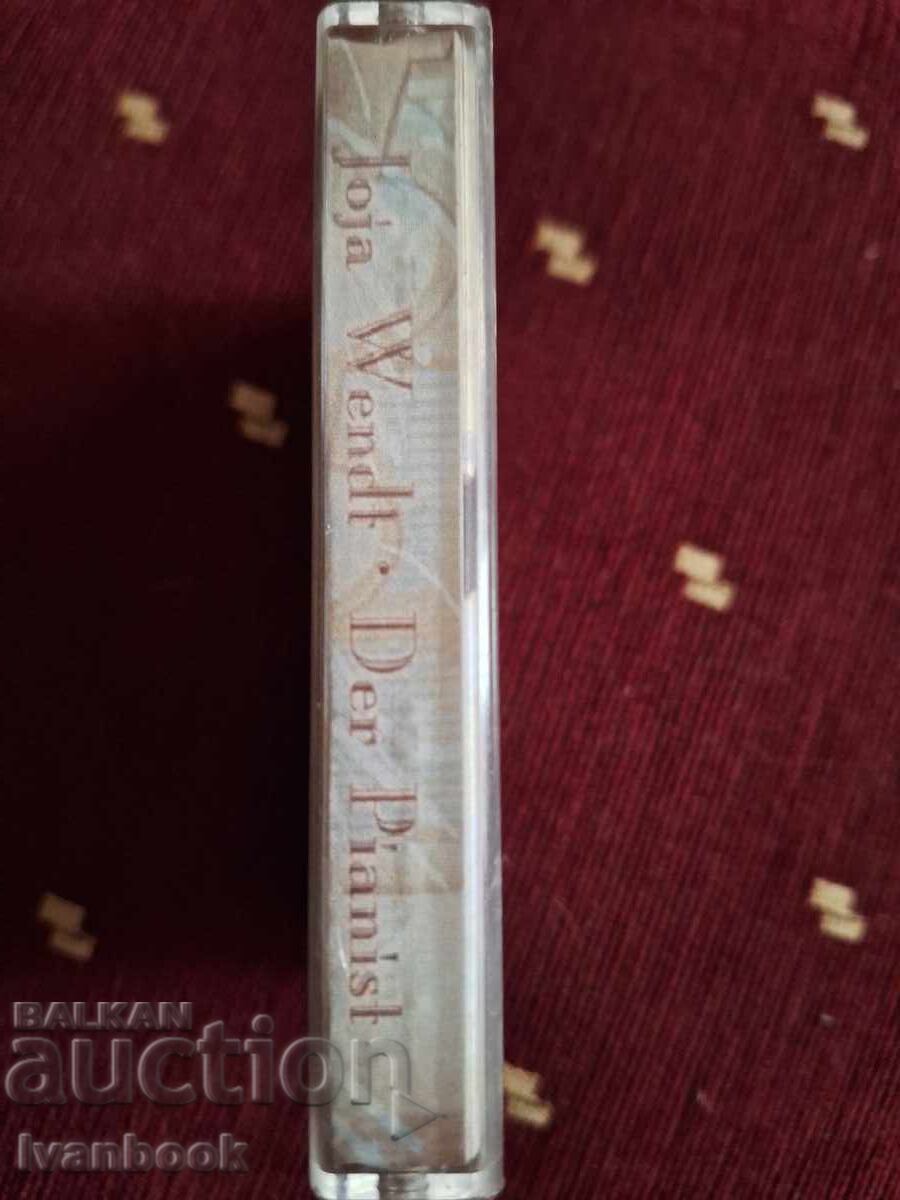 Joja Wendt · Der Pianist
BALKAN
auction
Ivanbook